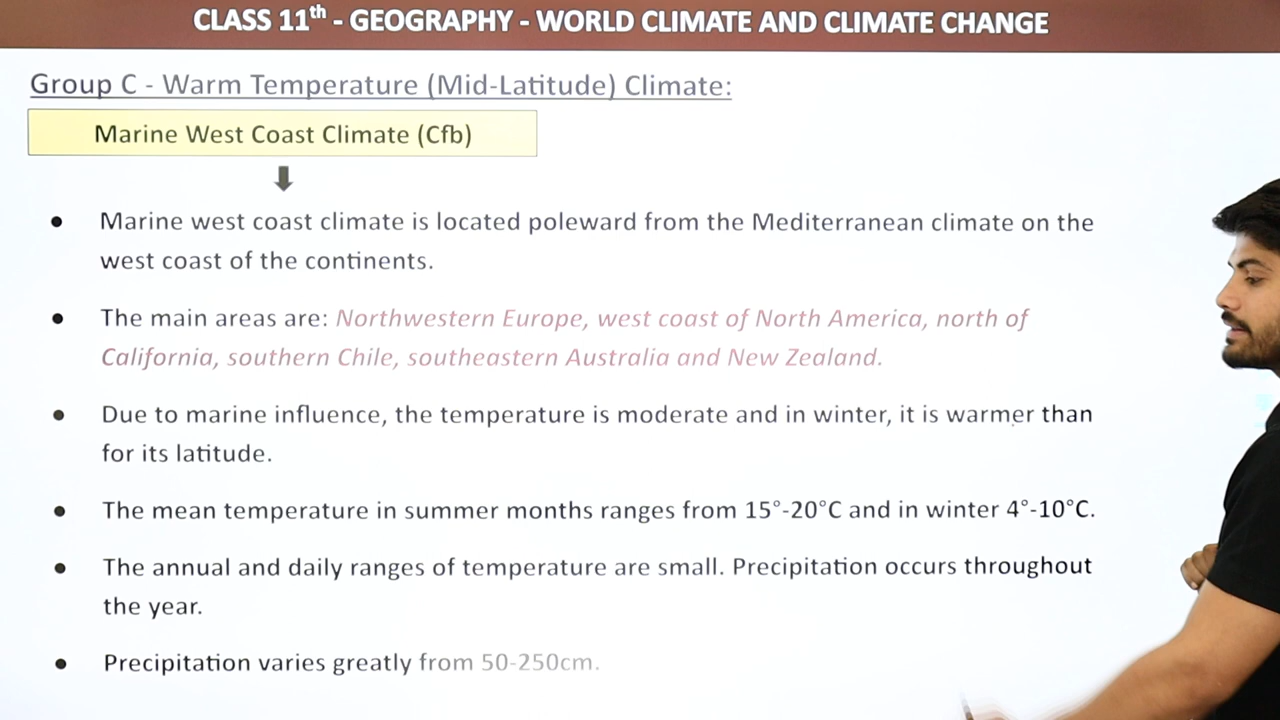 CLASS 11th - GEOGRAPHY - WORLD CLIMATE AND CLIMATE CHANGE
Group C - Warm Temperature (Mid-Latitude) Climate:
Marine West Coast Climate (Cfb)
Marine west coast climate is located poleward from the Mediterranean climate on the
west coast of the continents.
The main areas are: Northwestern Europe, west coast of North America, north of
California, southern Chile, southeastern Australia and New Zealand.
Due to marine influence, the temperature is moderate and in winter, it is warmer than
for its latitude.
The mean temperature in summer months ranges from 15°-20°C and in winter 4°-10°C.
The annual and daily ranges of temperature are small. Precipitation occurs throughout
the year.
Precipitation varies greatly from 50-250cm.